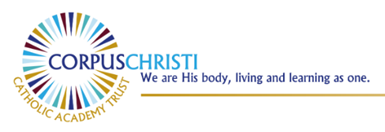 CORPUSCHRISTI
We are His body, living and learning as one.
CATHOLIC ACADEMY TRUST